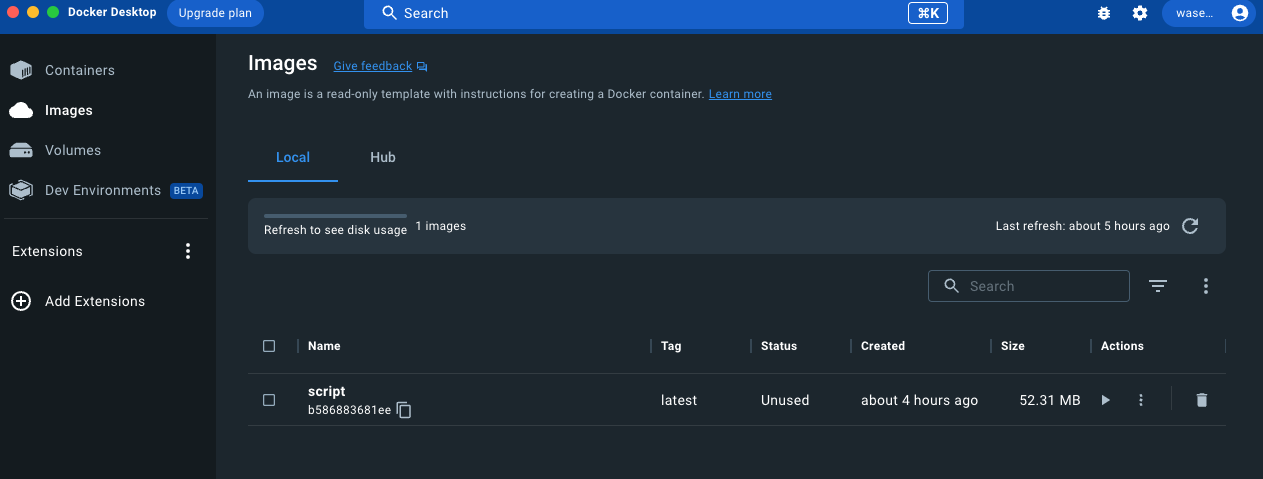 Docker Desktop Upgrade plan Search ⌘K wase...
Containers
Images
Volumes
Dev Environments BETA
Extensions
Add Extensions
Images Give feedback
An image is a read-only template with instructions for creating a Docker container. Learn more
Local Hub
Refresh to see disk usage 1 images Last refresh: about 5 hours ago
Search
Name Tag Status Created Size Actions
script
b586883681ee latest Unused about 4 hours ago 52.31 MB